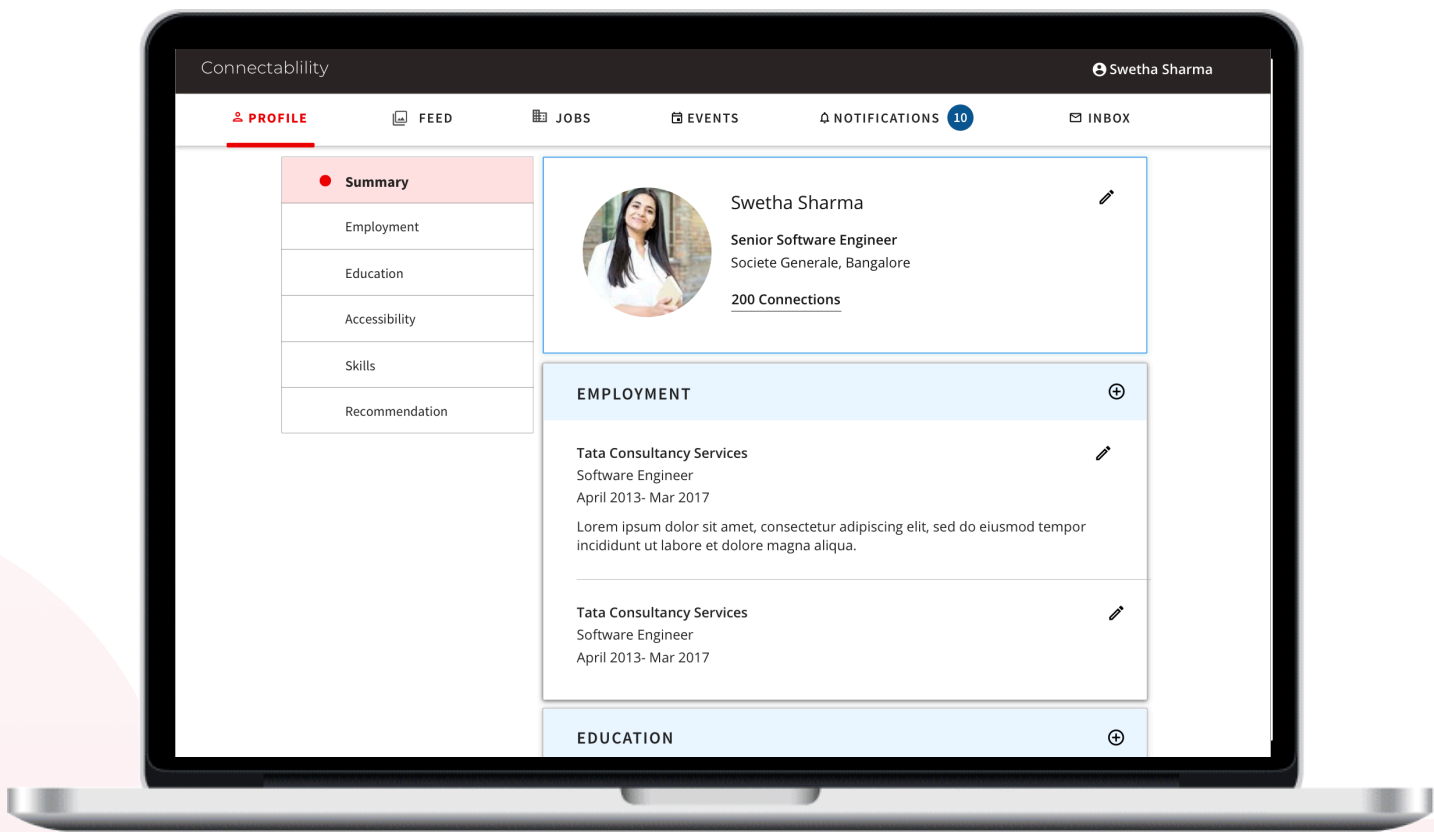 Connectablility
Swetha Sharma
PROFILE
FEED
JOBS
EVENTS
NOTIFICATIONS 10
INBOX
Summary
Employment
Education
Accessibility
Skills
Recommendation
Swetha Sharma
Senior Software Engineer
Societe Generale, Bangalore
200 Connections
EMPLOYMENT
Tata Consultancy Services
Software Engineer
April 2013- Mar 2017
Lorem ipsum dolor sit amet, consectetur adipiscing elit, sed do eiusmod tempor
incididunt ut labore et dolore magna aliqua.
Tata Consultancy Services
Software Engineer
April 2013- Mar 2017
EDUCATION